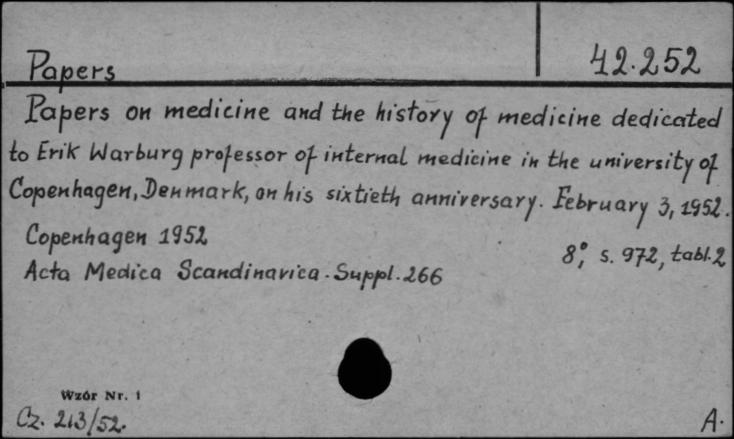 Papers
42.252
Papers on medicine and the history of medicine dedicated
to Erik Warburg professor of internal medicine in the university of
Copenhagen, Denmark, on his sixtieth anniversary. February 3, 1952.
Copenhagen 1952
8°, s. 972, tabl. 2
Acta Medica Scandinavica. Suppl. 266
Wzór Nr. 1
Cz. 213/52.
A.